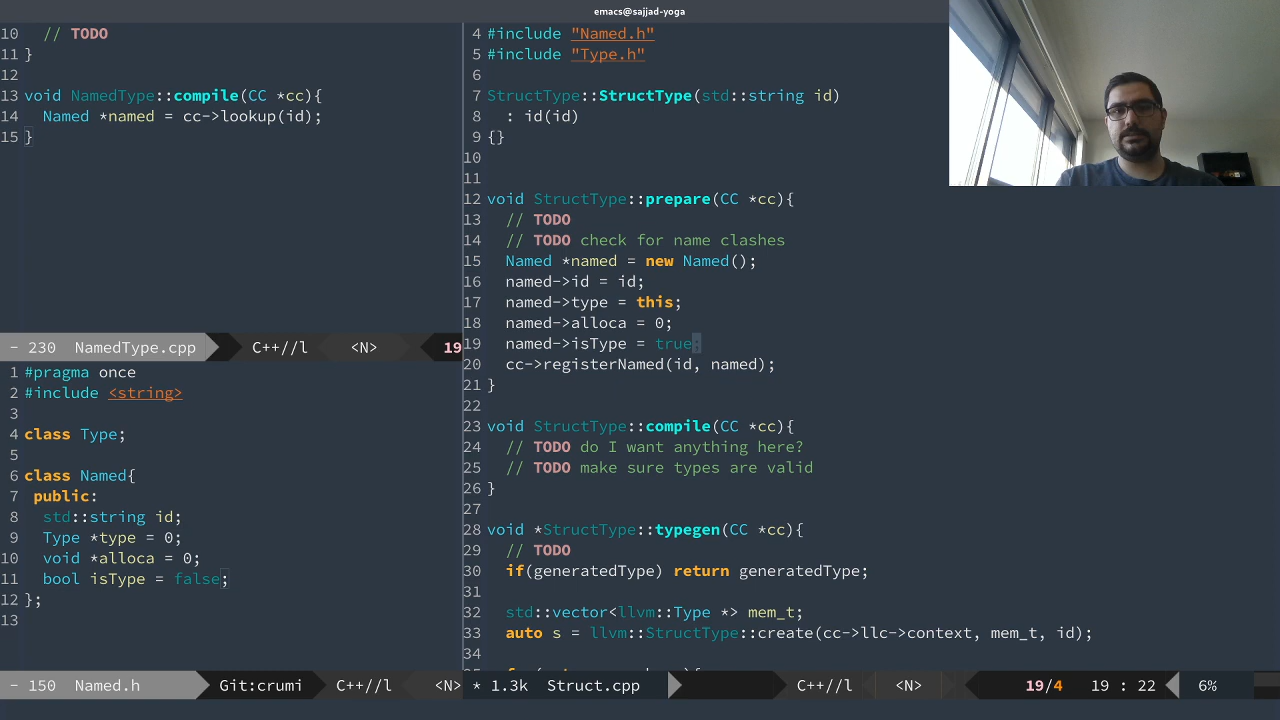 emacs@sajjad-yoga
10 // TODO
11 }
12
13 void NamedType::compile(CC *cc){
14 Named *named = cc->lookup(id);
15 }
- 230 NamedType.cpp C++//l <N> 19
1 #pragma once
2 #include <string>
3
4 class Type;
5
6 class Named{
7 public:
8 std::string id;
9 Type *type = 0;
10 void *alloca = 0;
11 bool isType = false;
12 };
13
- 150 Named.h Git:crumi C++//l <N>
4 #include "Named.h"
5 #include "Type.h"
6
7 StructType::StructType(std::string id)
8 : id(id)
9 {}
10
11
12 void StructType::prepare(CC *cc){
13 // TODO
14 // TODO check for name clashes
15 Named *named = new Named();
16 named->id = id;
17 named->type = this;
18 named->alloca = 0;
19 named->isType = true;
20 cc->registerNamed(id, named);
21 }
22
23 void StructType::compile(CC *cc){
24 // TODO do I want anything here?
25 // TODO make sure types are valid
26 }
27
28 void *StructType::typegen(CC *cc){
29 // TODO
30 if(generatedType) return generatedType;
31
32 std::vector<llvm::Type *> mem_t;
33 auto s = llvm::StructType::create(cc->llc->context, mem_t, id);
34
* 1.3k Struct.cpp C++//l <N> 19/4 19 : 22 6%